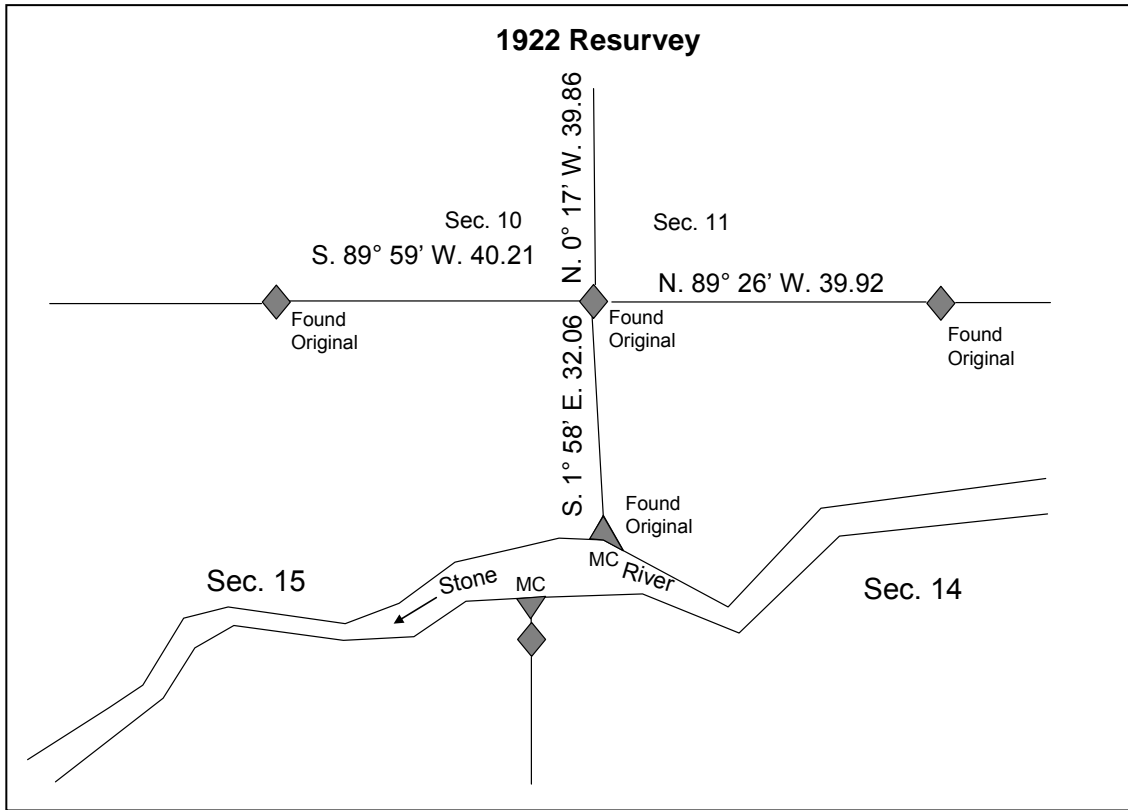 1922 Resurvey
N. 0° 17' W. 39.86
Sec. 10
Sec. 11
S. 89° 59' W. 40.21
N. 89° 26' W. 39.92
Found
Original
Found
Original
Found
Original
S. 1° 58' E. 32.06
Found
Original
MC
River
Sec. 15
Stone
MC
Sec. 14